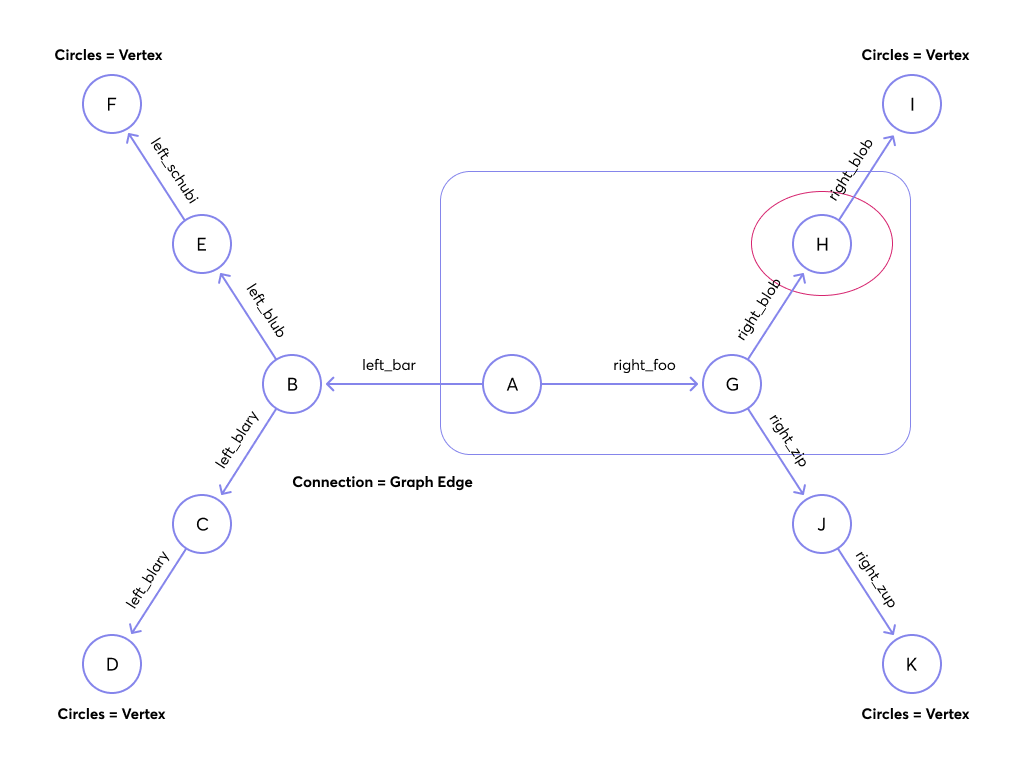 Circles = Vertex
Circles = Vertex
F
I
left_schubi
right_blob
E
H
left_blub
right_blob
left_bar
right_foo
B
A
G
left_blary
right_zip
Connection = Graph Edge
C
J
left_blary
right_zup
D
K
Circles = Vertex
Circles = Vertex